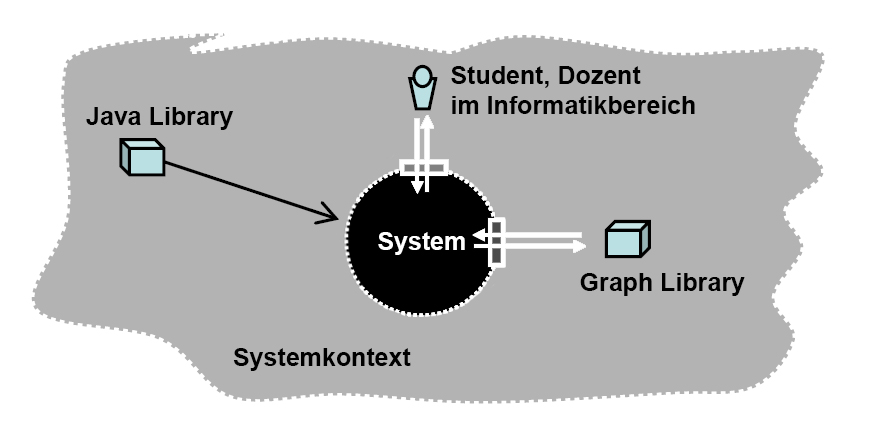 Student, Dozent
im Informatikbereich
Java Library
System
Graph Library
Systemkontext